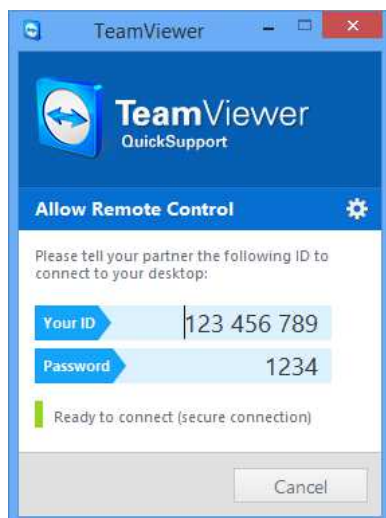 TeamViewer
TeamViewer
QuickSupport
Allow Remote Control
Please tell your partner the following ID to
connect to your desktop:
Your ID 123 456 789
Password 1234
Ready to connect (secure connection)
Cancel